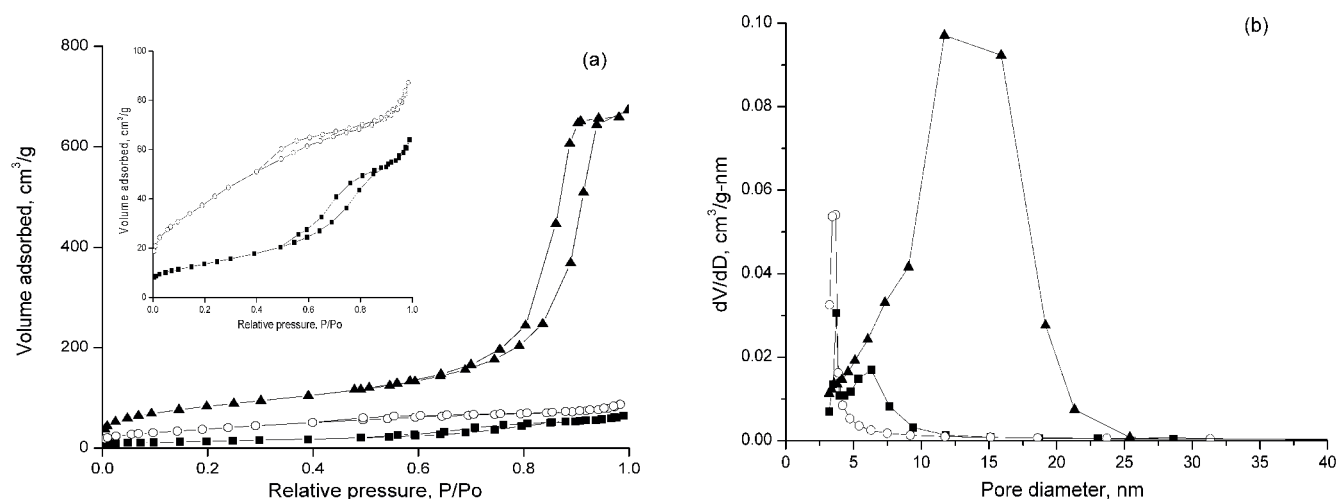 (a)
800
600
400
200
0
0.0 0.2 0.4 0.6 0.8 1.0
Volume adsorbed, cm³/g
Relative pressure, P/Po
100
80
60
40
20
0
0.0 0.2 0.4 0.6 0.8 1.0
Volume adsorbed, cm³/g
Relative pressure, P/Po
(b)
0.10
0.08
0.06
0.04
0.02
0.00
0 5 10 15 20 25 30 35 40
dV/dD, cm³/g-nm
Pore diameter, nm